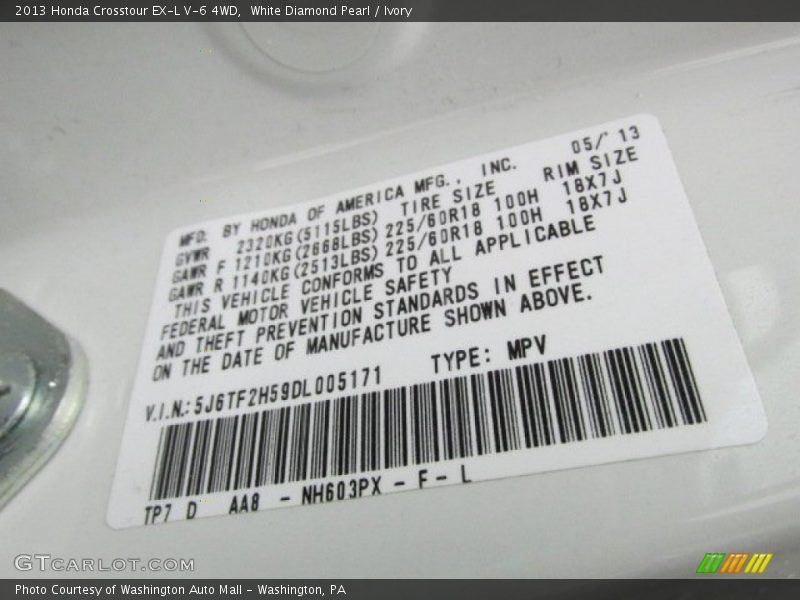 2013 Honda Crosstour EX-L V-6 4WD, White Diamond Pearl / Ivory
MFD. BY HONDA OF AMERICA MFG., INC. 05/' 13
GVWR 2320KG(5115LBS) TIRE SIZE RIM SIZE
GAWR F 1210KG(2668LBS) 225/60R18 100H 18X7J
GAWR R 1140KG(2513LBS) 225/60R18 100H 18X7J
THIS VEHICLE CONFORMS TO ALL APPLICABLE
FEDERAL MOTOR VEHICLE SAFETY
AND THEFT PREVENTION STANDARDS IN EFFECT
ON THE DATE OF MANUFACTURE SHOWN ABOVE.
V.I.N.: 5J6TF2H59DL005171 TYPE: MPV
TP7 D AA8 - NH603PX - F - L
GTCARLOT.COM
Photo Courtesy of Washington Auto Mall - Washington, PA